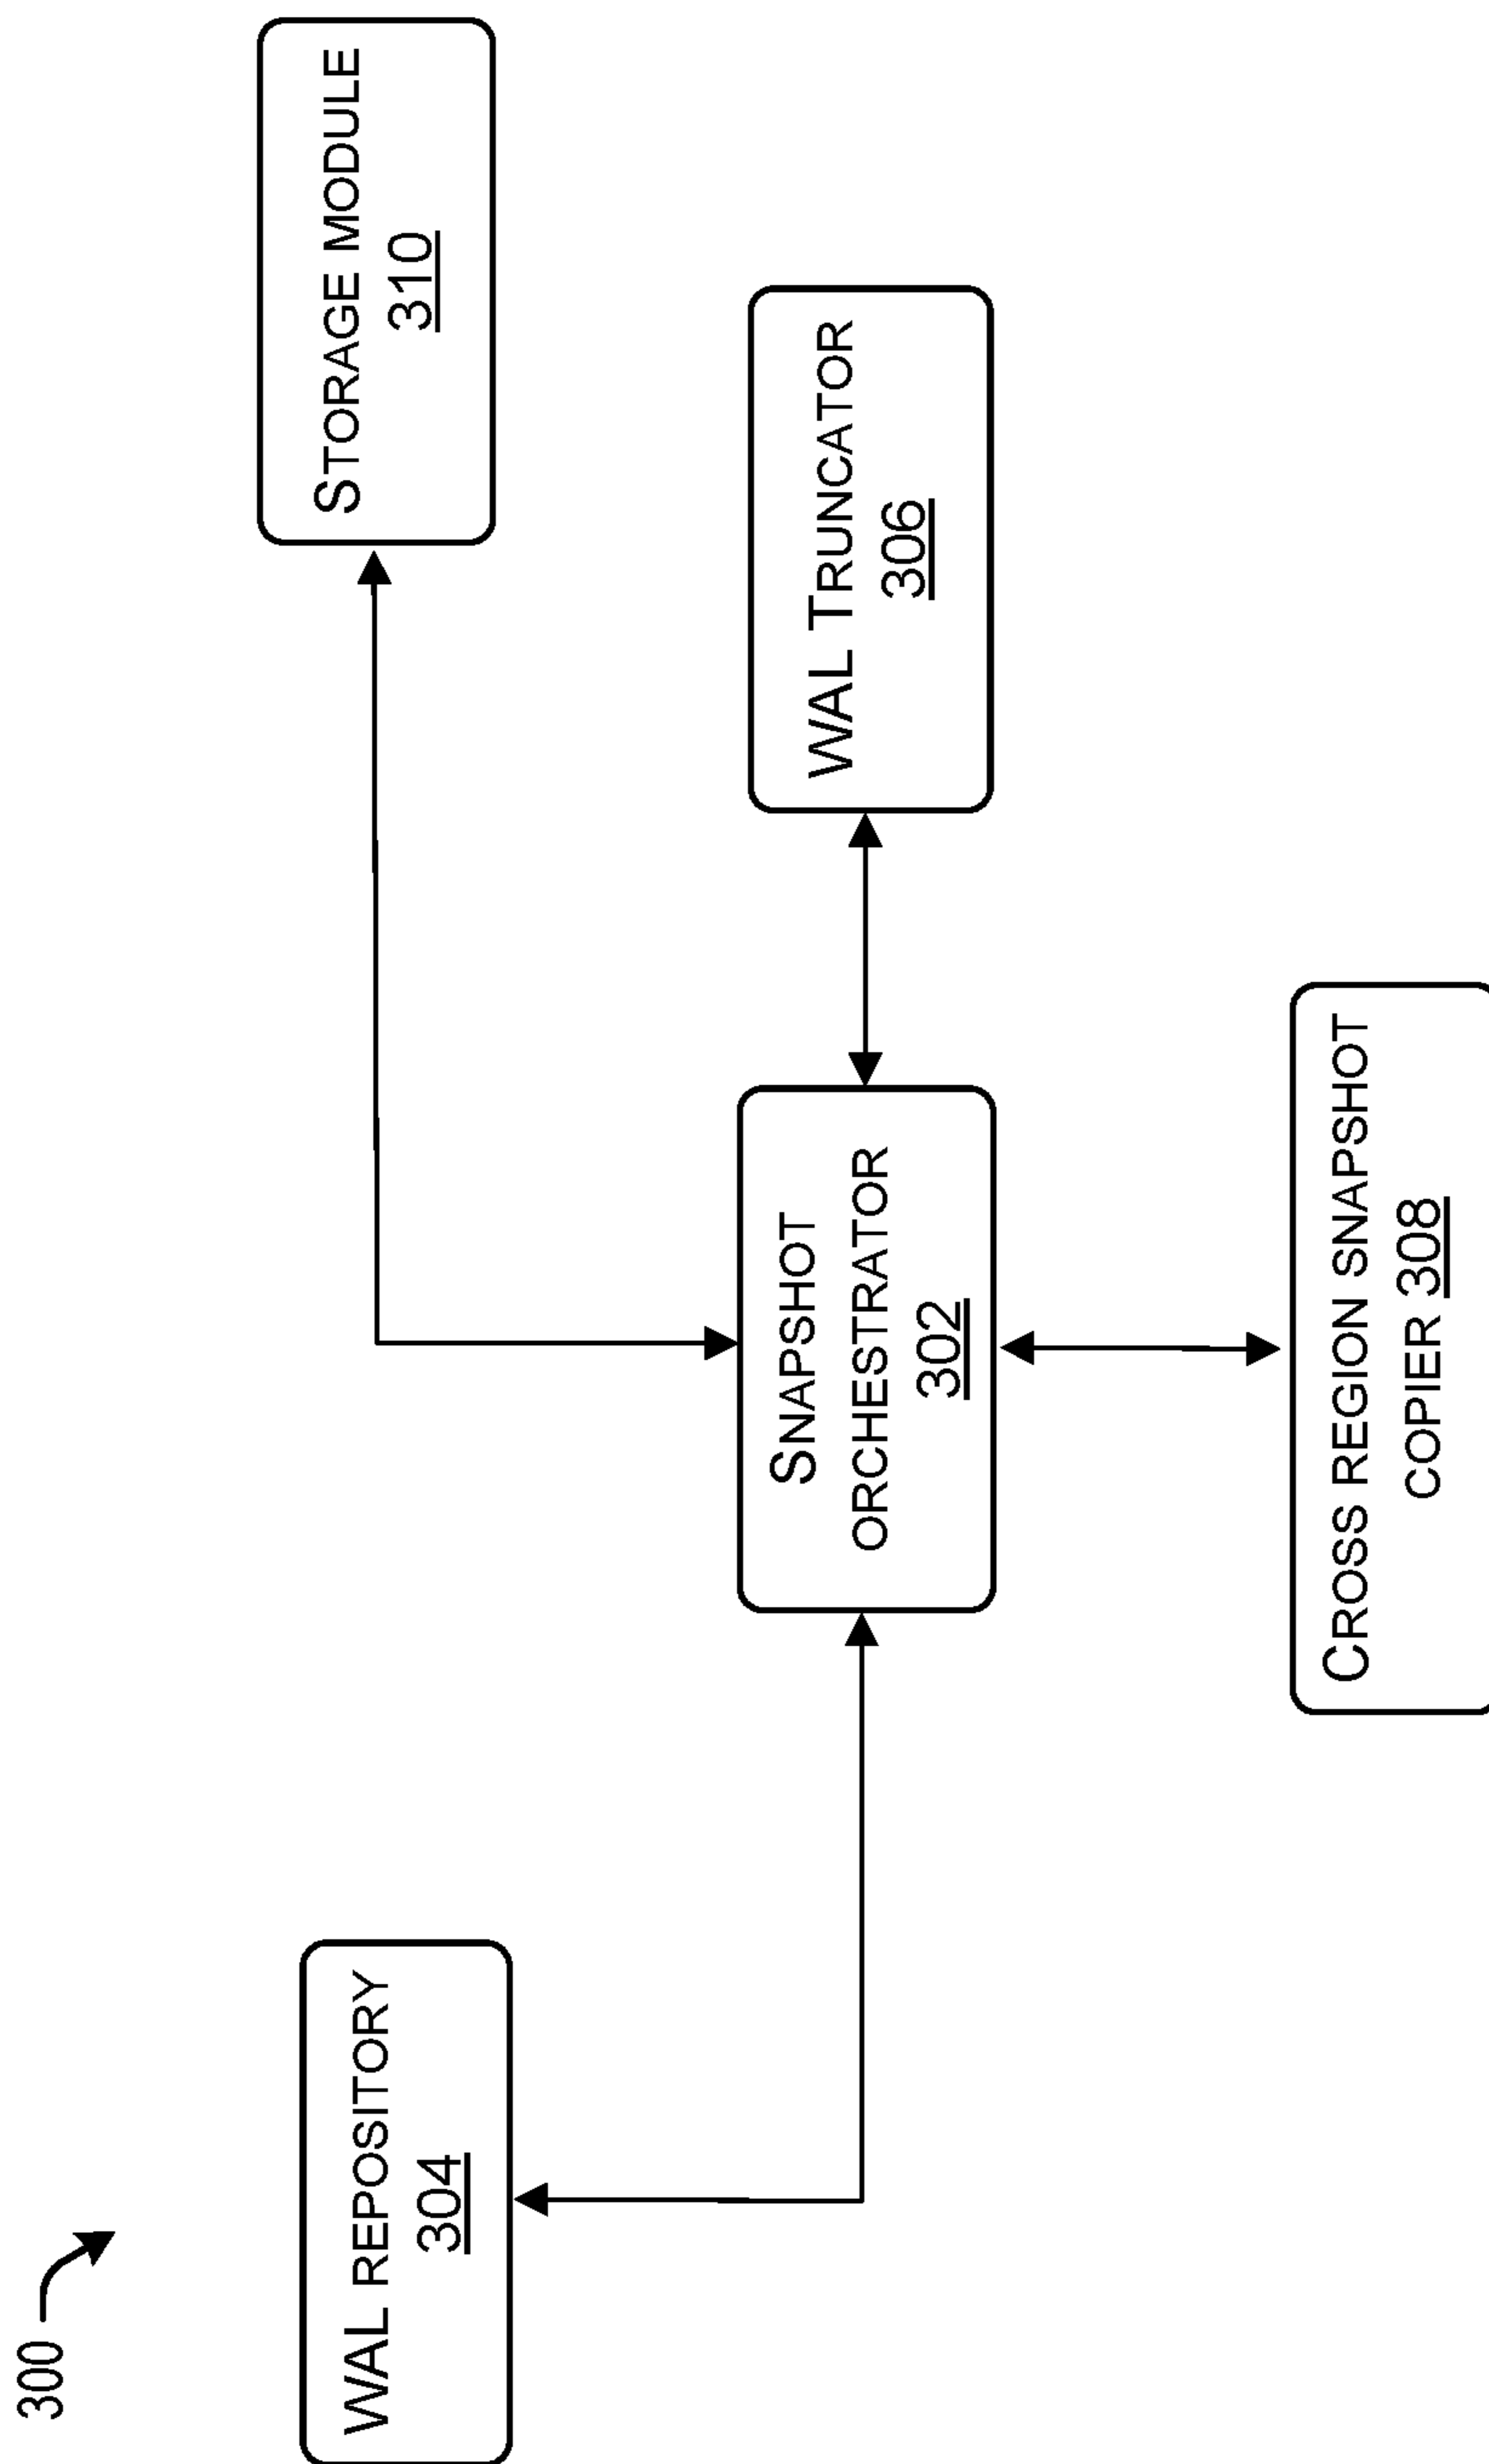 300
WAL REPOSITORY
304
STORAGE MODULE
310
SNAPSHOT
ORCHESTRATOR
302
WAL TRUNCATOR
306
CROSS REGION SNAPSHOT
COPIER 308